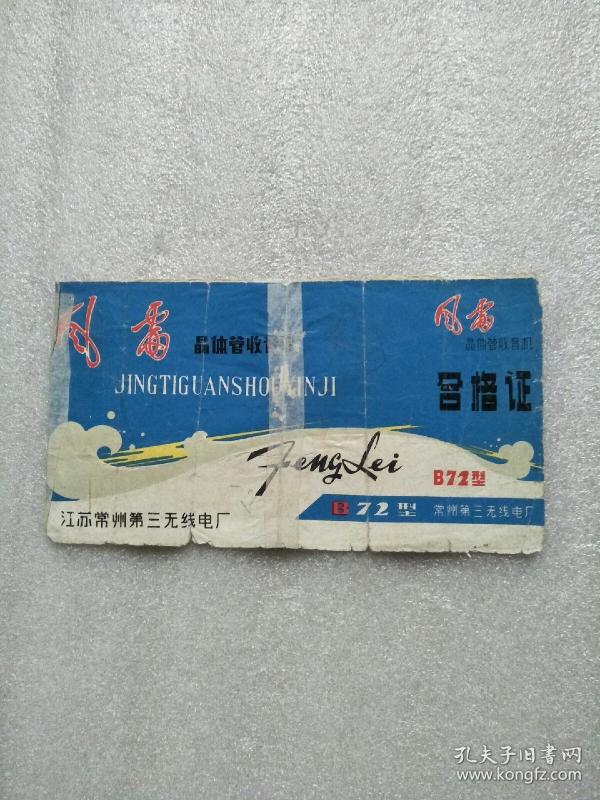 风雷
晶体管收音机
JINGTIGUANSHOUYINJI
FengLei
B72型
江苏常州第三无线电厂
风雷
晶体管收音机
合格证
B72型
常州第三无线电厂
孔夫子旧书网
www.kongfz.com